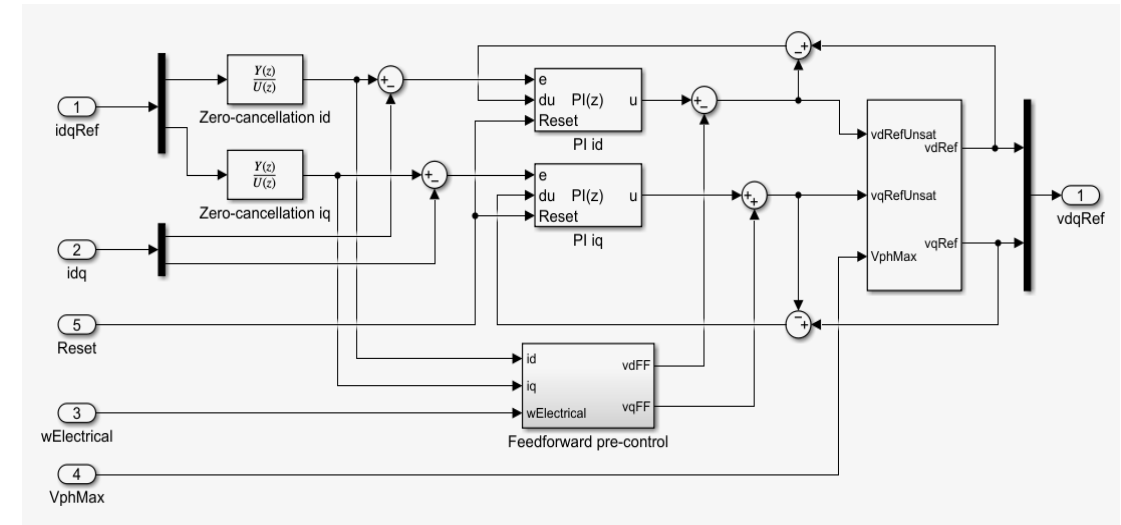 1
idqRef
Y(z)
U(z)
Zero-cancellation id
Y(z)
U(z)
Zero-cancellation iq
2
idq
5
Reset
3
wElectrical
4
VphMax
+
−
+
−
e
du PI(z) u
Reset
PI id
e
du PI(z) u
Reset
PI iq
+
−
+
+
− +
− +
id
iq
wElectrical
vdFF
vqFF
Feedforward pre-control
vdRefUnsat
vdRef
vqRefUnsat
vqRef
VphMax
1
vdqRef